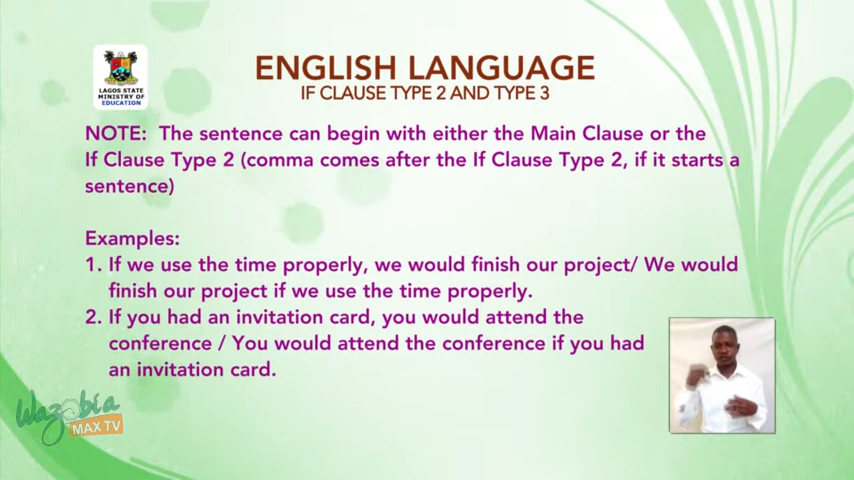 LAGOS STATE
MINISTRY OF
EDUCATION
ENGLISH LANGUAGE
IF CLAUSE TYPE 2 AND TYPE 3
NOTE: The sentence can begin with either the Main Clause or the
If Clause Type 2 (comma comes after the If Clause Type 2, if it starts a
sentence)
Examples:
1. If we use the time properly, we would finish our project/ We would
finish our project if we use the time properly.
2. If you had an invitation card, you would attend the
conference / You would attend the conference if you had
an invitation card.
Wazobia
MAX TV